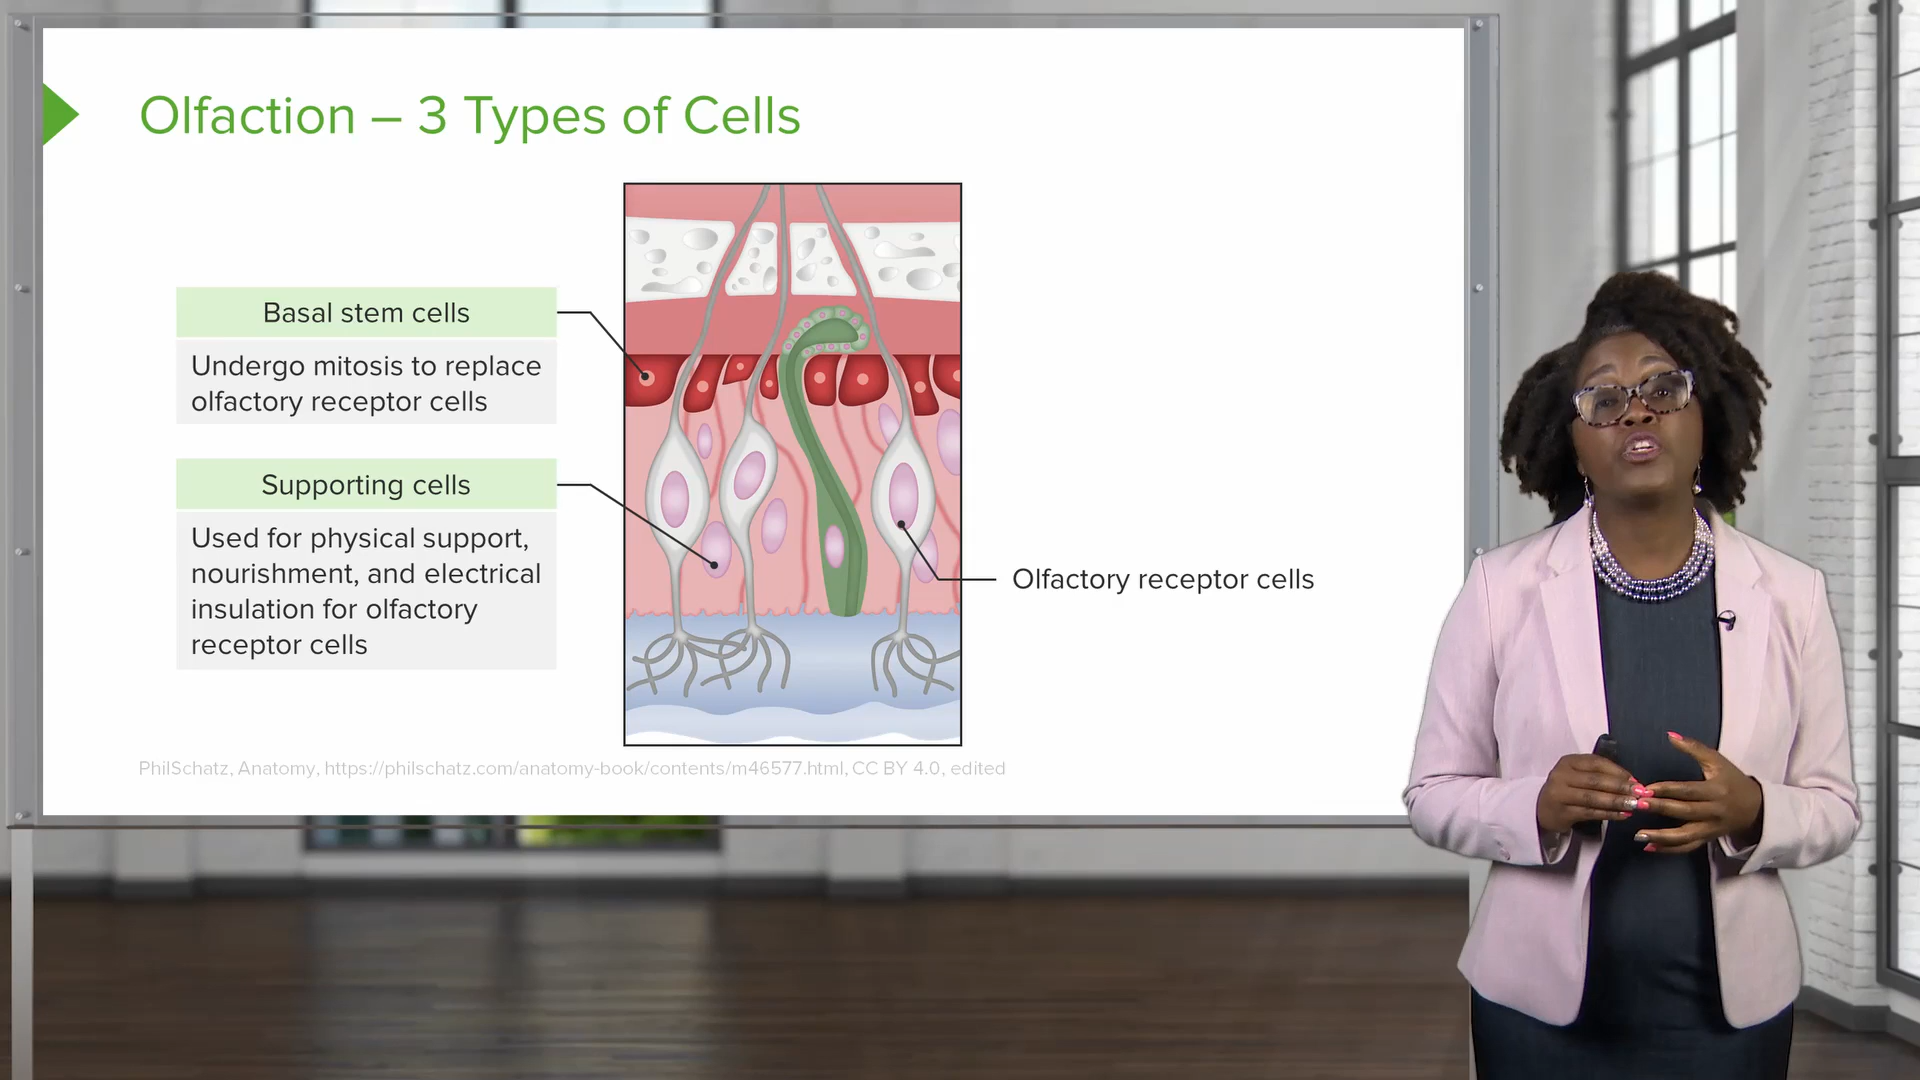 Olfaction – 3 Types of Cells
Basal stem cells
Undergo mitosis to replace
olfactory receptor cells
Supporting cells
Used for physical support,
nourishment, and electrical
insulation for olfactory
receptor cells
Olfactory receptor cells
PhilSchatz, Anatomy, https://philschatz.com/anatomy-book/contents/m46577.html, CC BY 4.0, edited